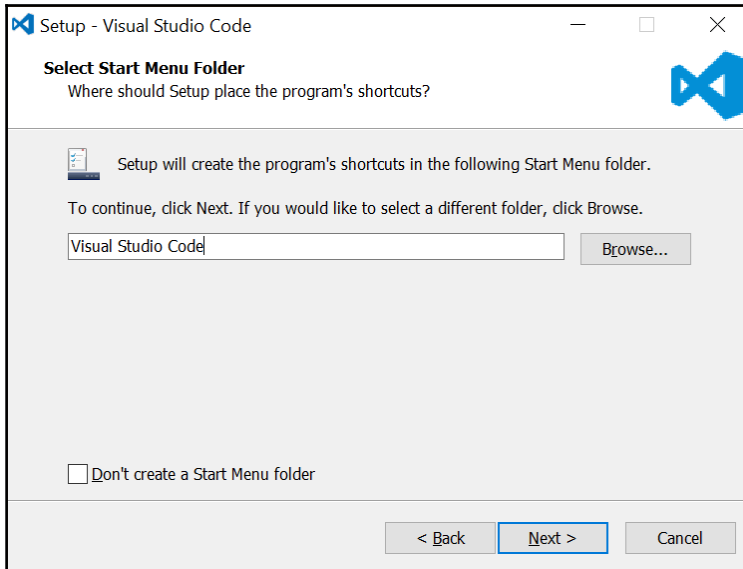 Setup - Visual Studio Code
Select Start Menu Folder
Where should Setup place the program's shortcuts?
Setup will create the program's shortcuts in the following Start Menu folder.
To continue, click Next. If you would like to select a different folder, click Browse.
Visual Studio Code
Browse...
Don't create a Start Menu folder
< Back
Next >
Cancel